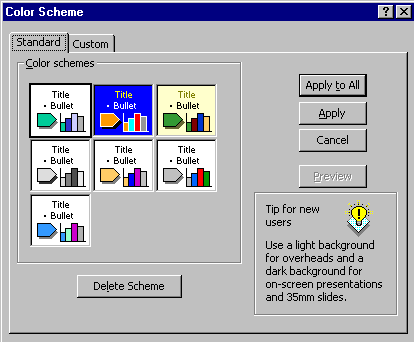 Color Scheme
Standard
Custom
Color schemes
Title
• Bullet
Title
• Bullet
Title
• Bullet
Title
• Bullet
Title
• Bullet
Title
• Bullet
Title
• Bullet
Delete Scheme
Apply to All
Apply
Cancel
Preview
Tip for new
users
Use a light background
for overheads and a
dark background for
on-screen presentations
and 35mm slides.